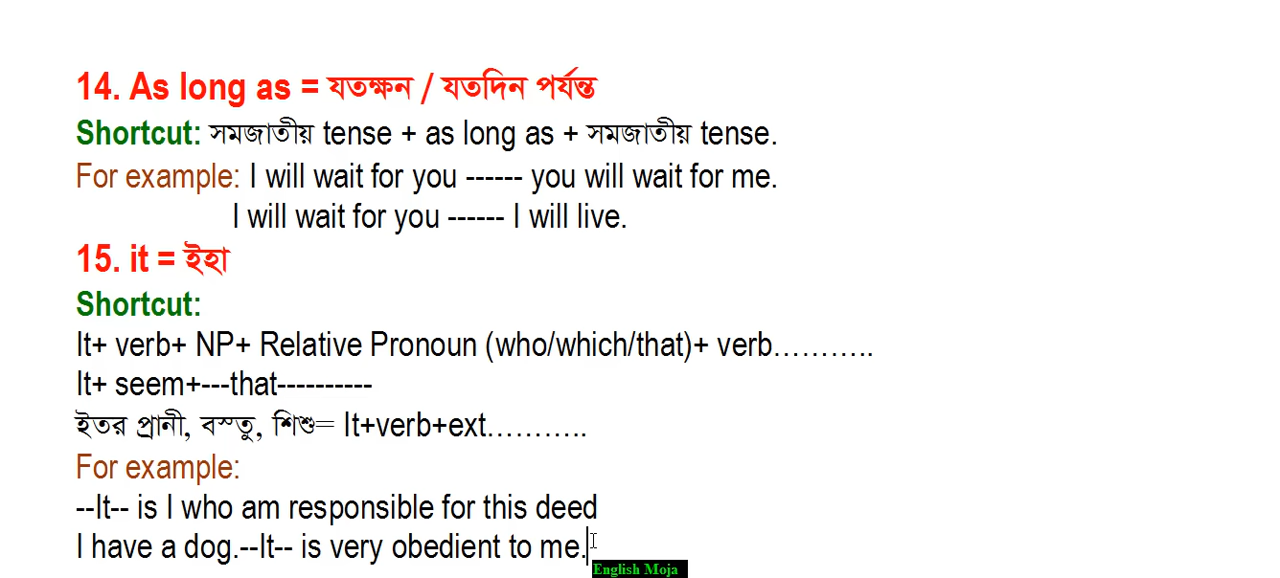 14. As long as = যতক্ষন / যতদিন পর্যন্ত
Shortcut: সমজাতীয় tense + as long as + সমজাতীয় tense.
For example: I will wait for you ------ you will wait for me.
I will wait for you ------ I will live.
15. it = ইহা
Shortcut:
It+ verb+ NP+ Relative Pronoun (who/which/that)+ verb………..
It+ seem+---that----------
ইতর প্রানী, বস্তু, শিশু= It+verb+ext………..
For example:
--It-- is I who am responsible for this deed
I have a dog.--It-- is very obedient to me.
English Moja